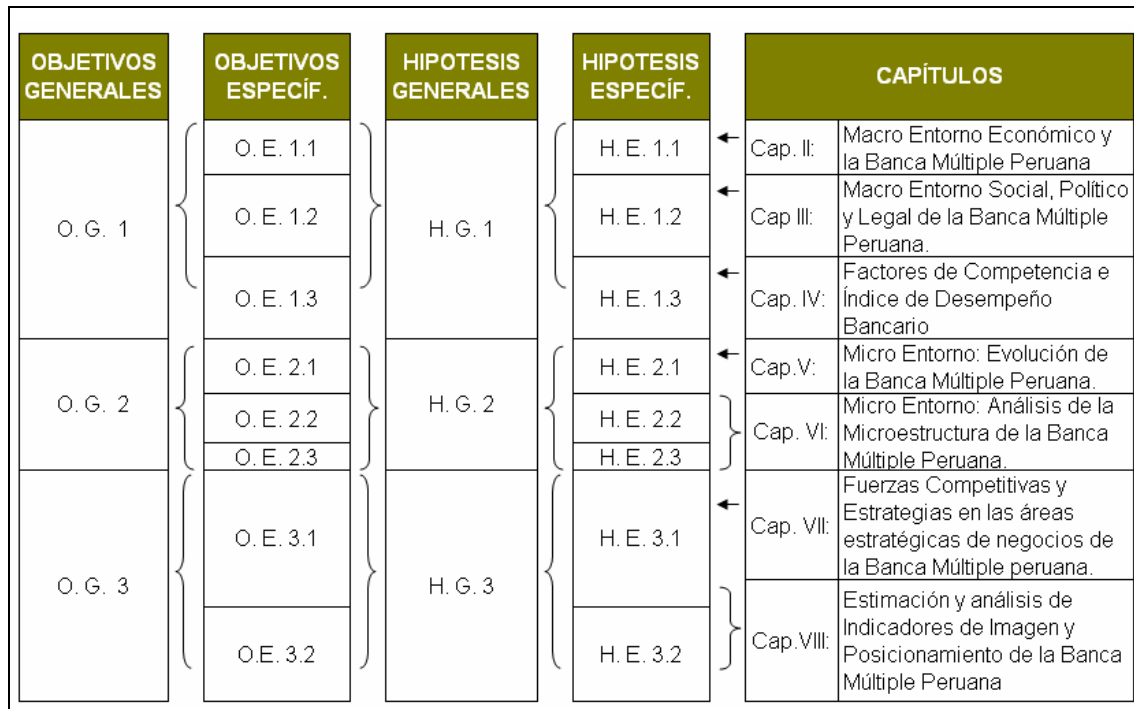 OBJETIVOS
GENERALES
OBJETIVOS
ESPECÍF.
HIPOTESIS
GENERALES
HIPOTESIS
ESPECÍF.
CAPÍTULOS
O. G. 1
O. E. 1.1
O. E. 1.2
O. E. 1.3
H. G. 1
H. E. 1.1
H. E. 1.2
H. E. 1.3
Cap. II:
Macro Entorno Económico y
la Banca Múltiple Peruana
Cap III:
Macro Entorno Social, Político
y Legal de la Banca Múltiple
Peruana.
Cap. IV:
Factores de Competencia e
Índice de Desempeño
Bancario
O. G. 2
O. E. 2.1
O. E. 2.2
O. E. 2.3
H. G. 2
H. E. 2.1
H. E. 2.2
H. E. 2.3
Cap.V:
Micro Entorno: Evolución de
la Banca Múltiple Peruana.
Cap. VI:
Micro Entorno: Análisis de la
Microestructura de la Banca
Múltiple Peruana.
O. G. 3
O. E. 3.1
O.E. 3.2
H. G. 3
H. E. 3.1
H. E. 3.2
Cap. VII:
Fuerzas Competitivas y
Estrategias en las áreas
estratégicas de negocios de
la Banca Múltiple peruana.
Cap.VIII:
Estimación y análisis de
Indicadores de Imagen y
Posicionamiento de la Banca
Múltiple Peruana